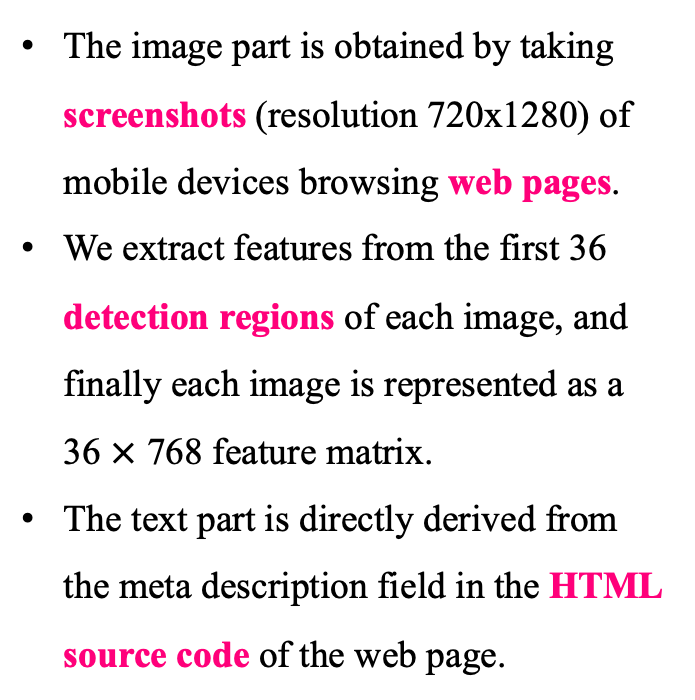 • The image part is obtained by taking
screenshots (resolution 720x1280) of
mobile devices browsing web pages.
• We extract features from the first 36
detection regions of each image, and
finally each image is represented as a
36 × 768 feature matrix.
• The text part is directly derived from
the meta description field in the HTML
source code of the web page.